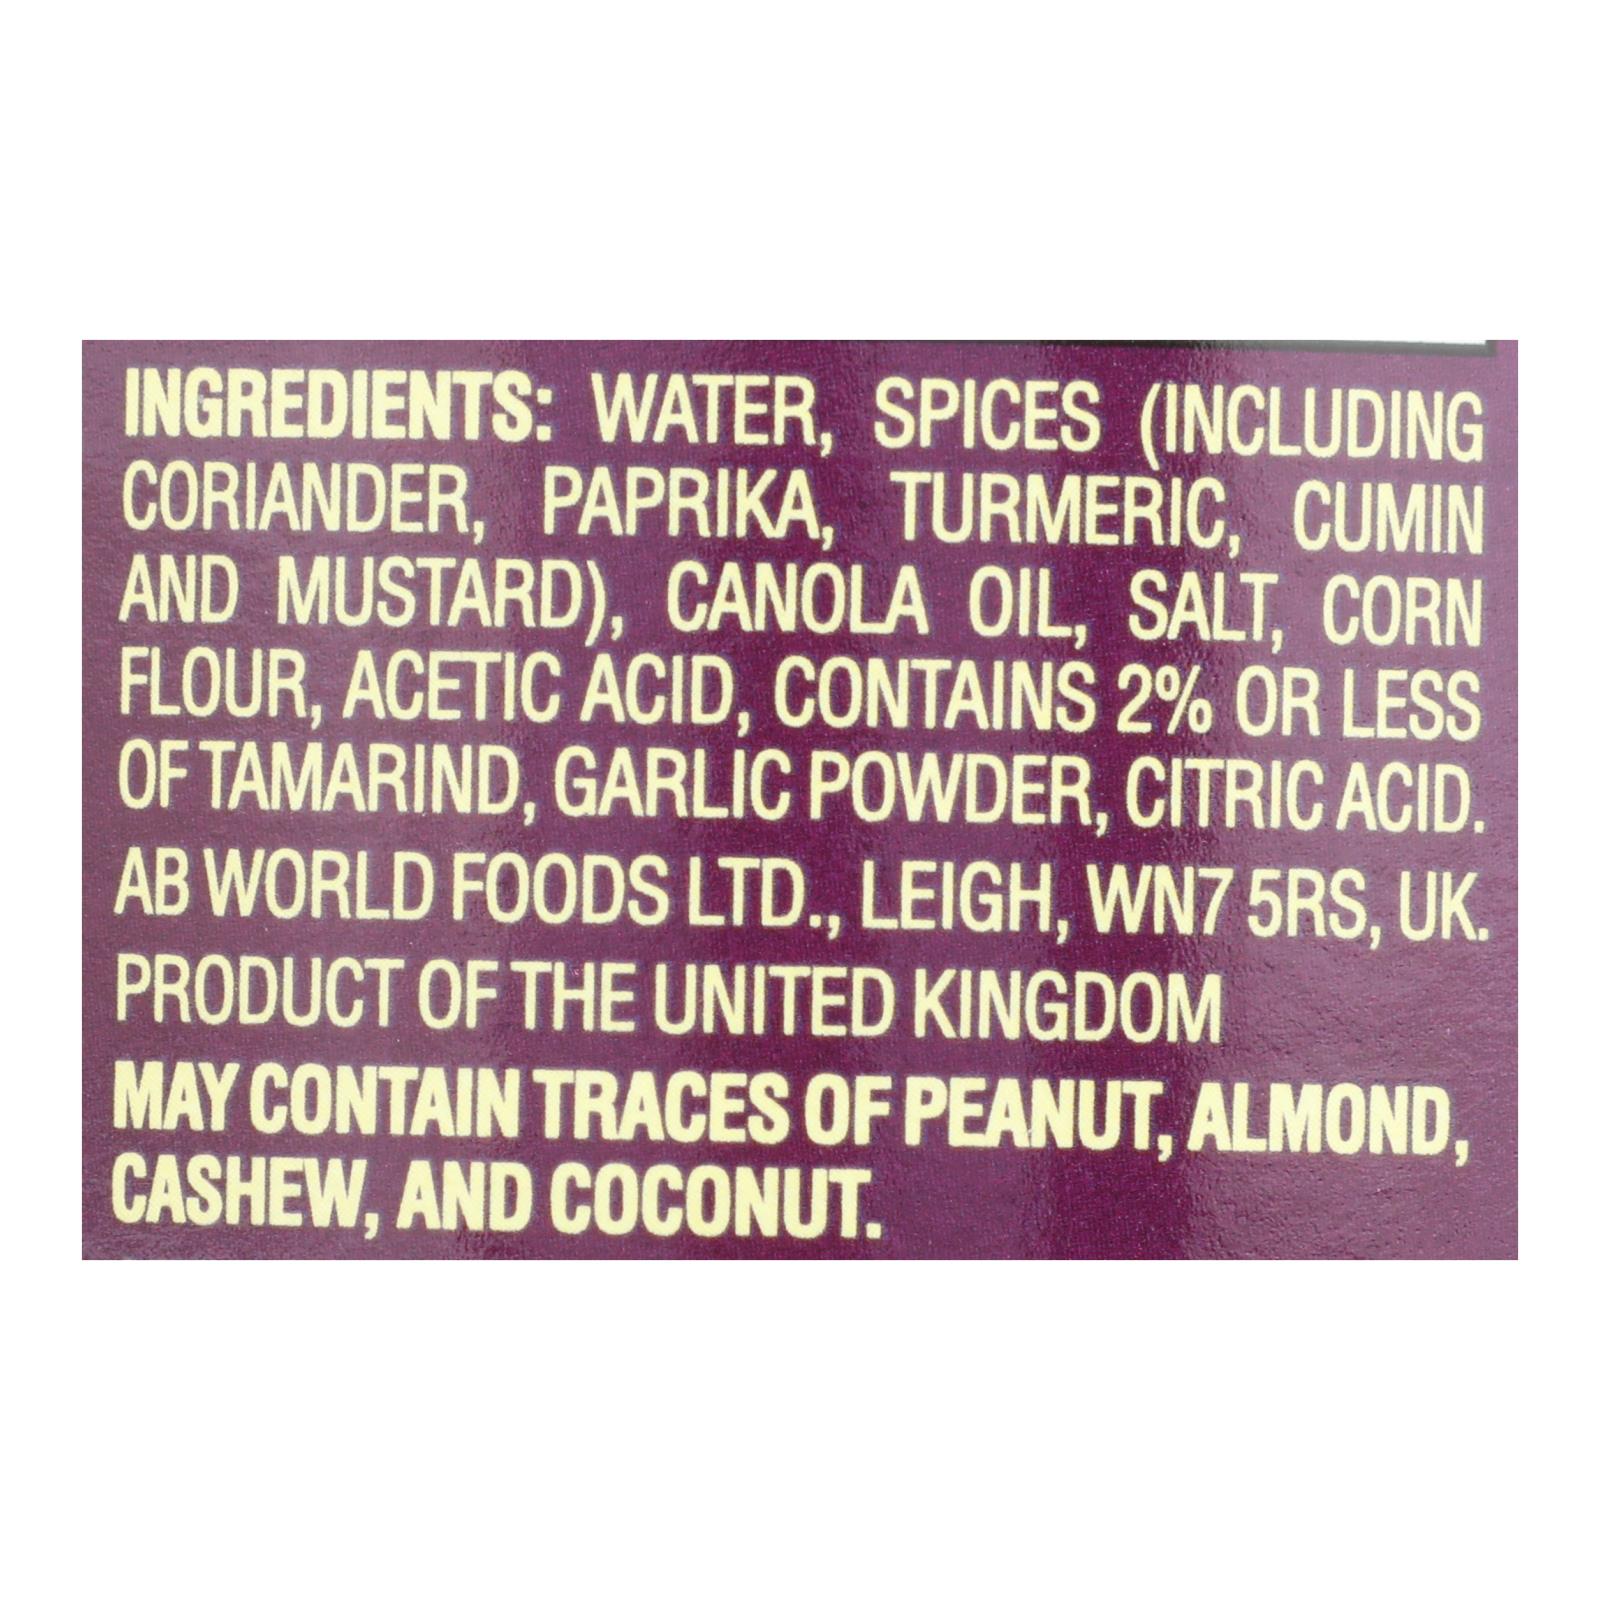 INGREDIENTS: WATER, SPICES (INCLUDING
CORIANDER, PAPRIKA, TURMERIC, CUMIN
AND MUSTARD), CANOLA OIL, SALT, CORN
FLOUR, ACETIC ACID, CONTAINS 2% OR LESS
OF TAMARIND, GARLIC POWDER, CITRIC ACID.
AB WORLD FOODS LTD., LEIGH, WN7 5RS, UK.
PRODUCT OF THE UNITED KINGDOM
MAY CONTAIN TRACES OF PEANUT, ALMOND,
CASHEW, AND COCONUT.